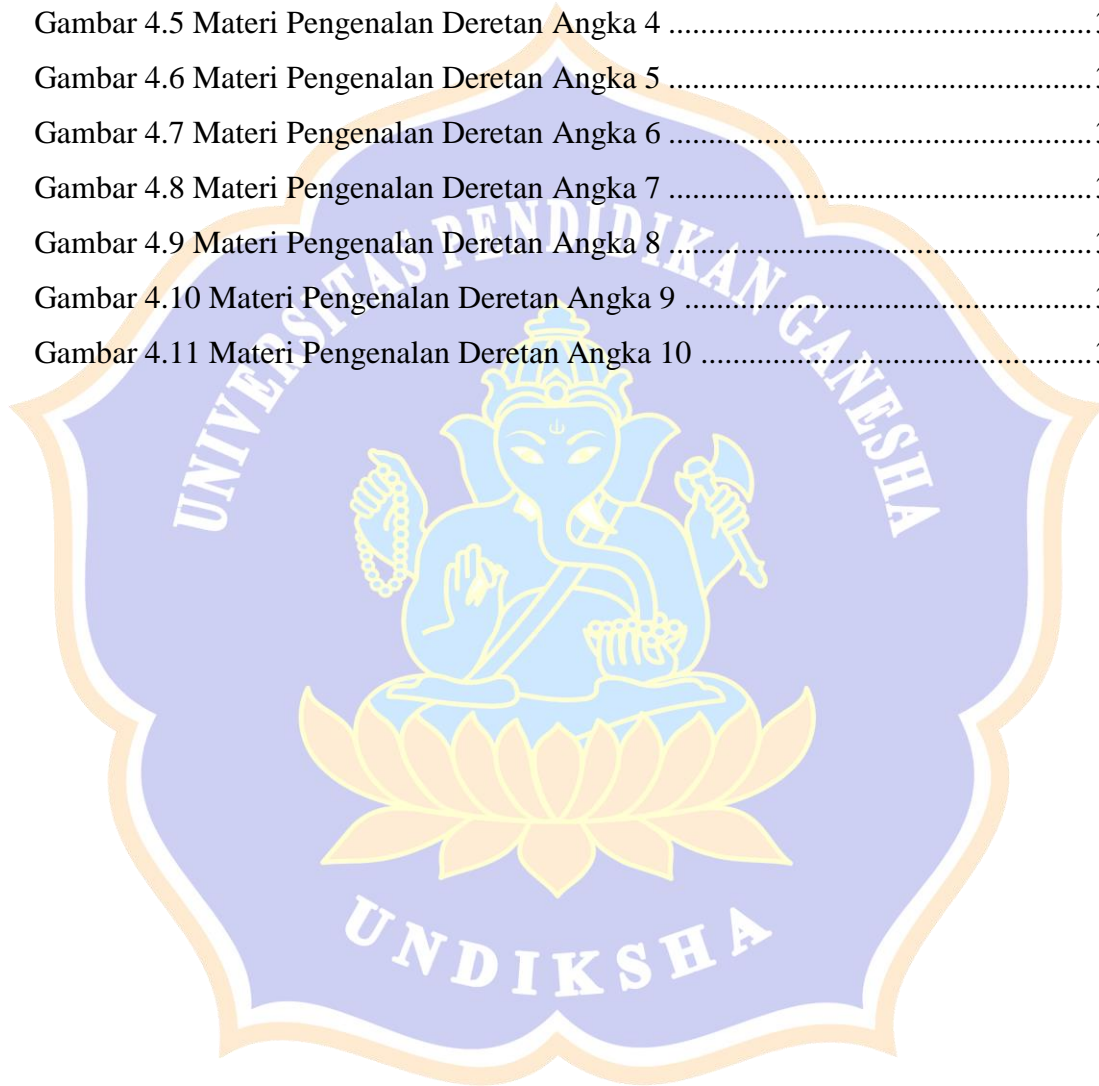 Gambar 4.5 Materi Pengenalan Deretan Angka 4 ....................................................................
Gambar 4.6 Materi Pengenalan Deretan Angka 5 ....................................................................
Gambar 4.7 Materi Pengenalan Deretan Angka 6 ....................................................................
Gambar 4.8 Materi Pengenalan Deretan Angka 7 ....................................................................
Gambar 4.9 Materi Pengenalan Deretan Angka 8 ....................................................................
Gambar 4.10 Materi Pengenalan Deretan Angka 9 ..................................................................
Gambar 4.11 Materi Pengenalan Deretan Angka 10 ................................................................
UNIVERSITAS PENDIDIKAN GANESHA
UNDIKSHA